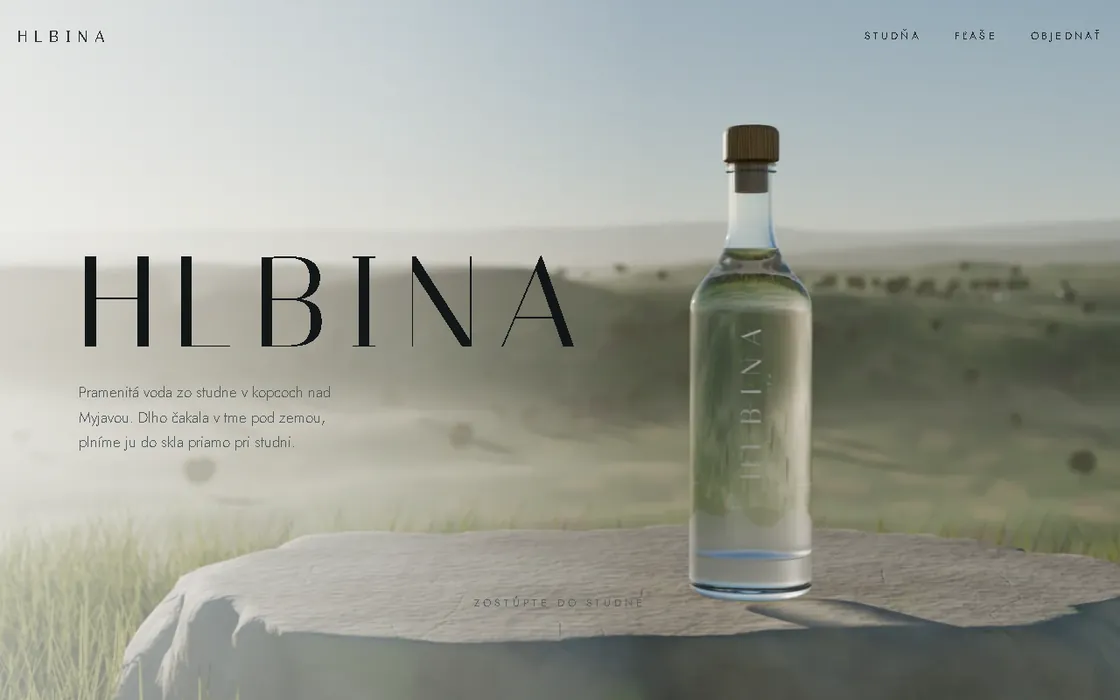 HLBINA
STUDŇA
FĽAŠE
OBJEDNAŤ
HLBINA
Pramenitá voda zo studne v kopcoch nad
Myjavou. Dlho čakala v tme pod zemou,
plníme ju do skla priamo pri studni.
HLBINA
ZOSTÚPTE DO STUDNE